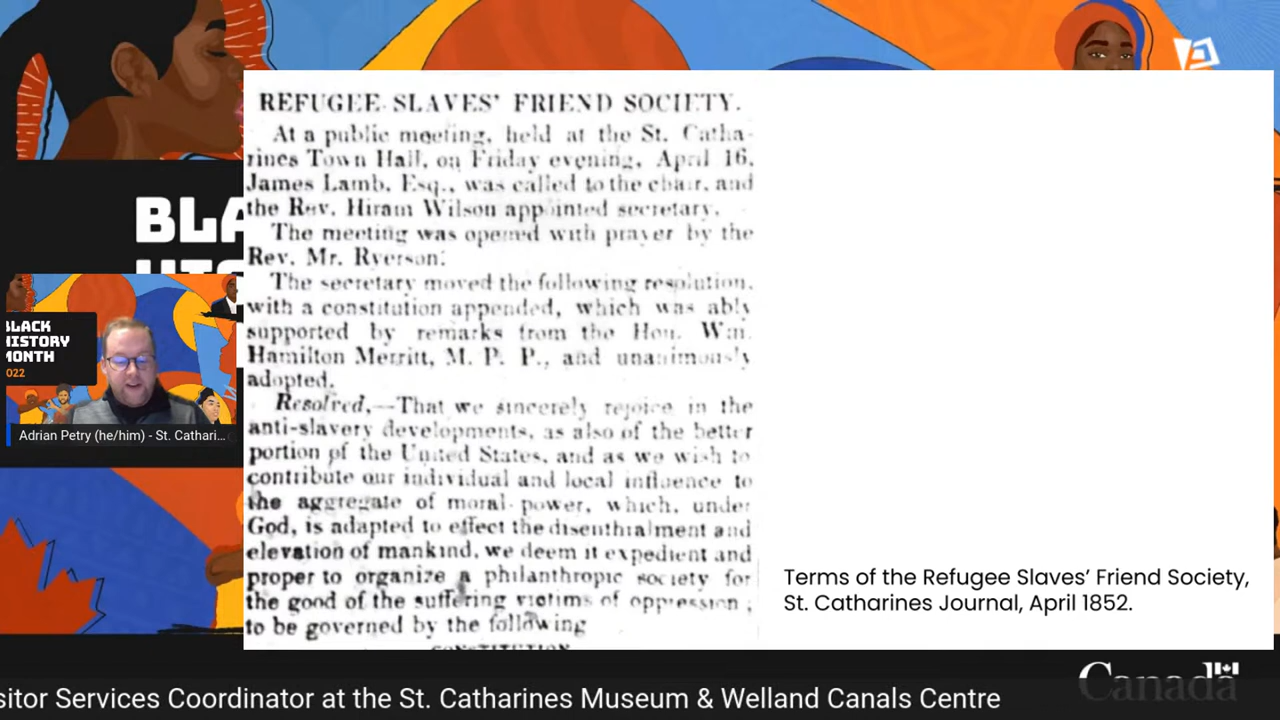 REFUGEE SLAVES' FRIEND SOCIETY.
At a public meeting, held at the St. Catha-
rines Town Hall, on Friday evening, April 16,
James Lamb, Esq., was called to the chair, and
the Rev. Hiram Wilson appointed secretary.
The meeting was opened with prayer by the
Rev. Mr. Ryerson.
The secretary moved the following resolution,
with a constitution appended, which was ably
supported by remarks from the Hon. Wm.
Hamilton Merritt, M. P. P., and unanimously
adopted.
Resolved,—That we sincerely rejoice in the
anti-slavery developments, as also of the better
portion of the United States, and as we wish to
contribute our individual and local influence to
the aggregate of moral power, which, under
God, is adapted to effect the disenthralment and
elevation of mankind, we deem it expedient and
proper to organize a philanthropic society for
the good of the suffering victims of oppression;
to be governed by the following
CONSTITUTION
Terms of the Refugee Slaves' Friend Society,
St. Catharines Journal, April 1852.
BLA
BLACK
HISTORY
MONTH
2022
Adrian Petry (he/him) - St. Cathari...
sitor Services Coordinator at the St. Catharines Museum & Welland Canals Centre
Canada